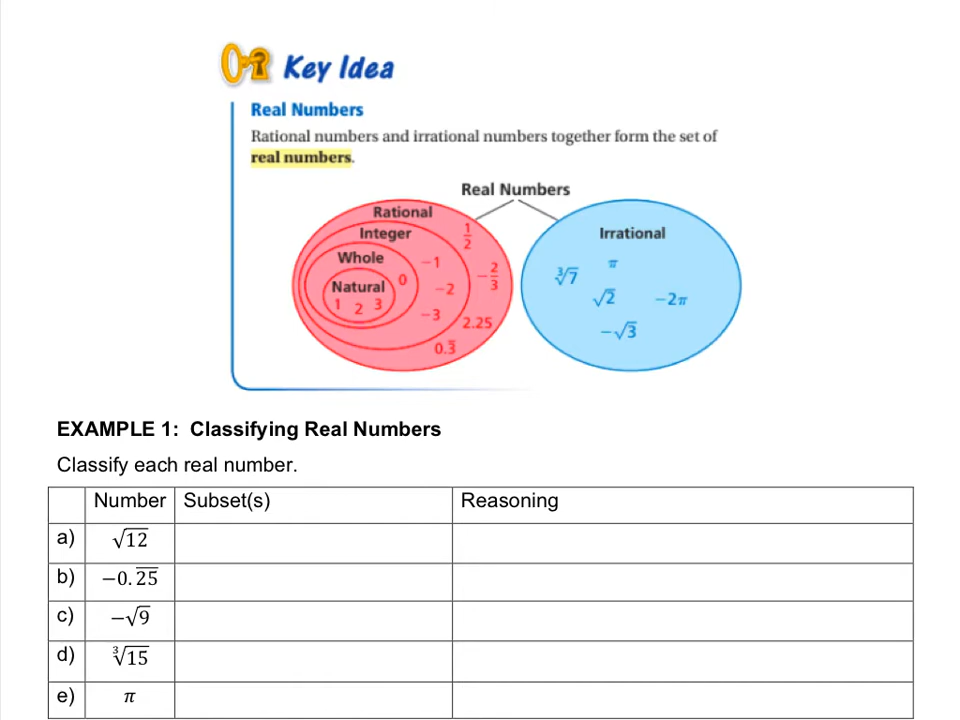 Key Idea
Real Numbers
Rational numbers and irrational numbers together form the set of
real numbers.
Real Numbers
Rational
Integer
Whole
Natural
1 2 3
0
−1
−2
−3
1/2
−2/3
2.25
0.3̅
Irrational
∛7
π
√2
−2π
−√3
EXAMPLE 1: Classifying Real Numbers
Classify each real number.
Number Subset(s) Reasoning
a) √12
b) −0.2̅5̅
c) −√9
d) ∛15
e) π